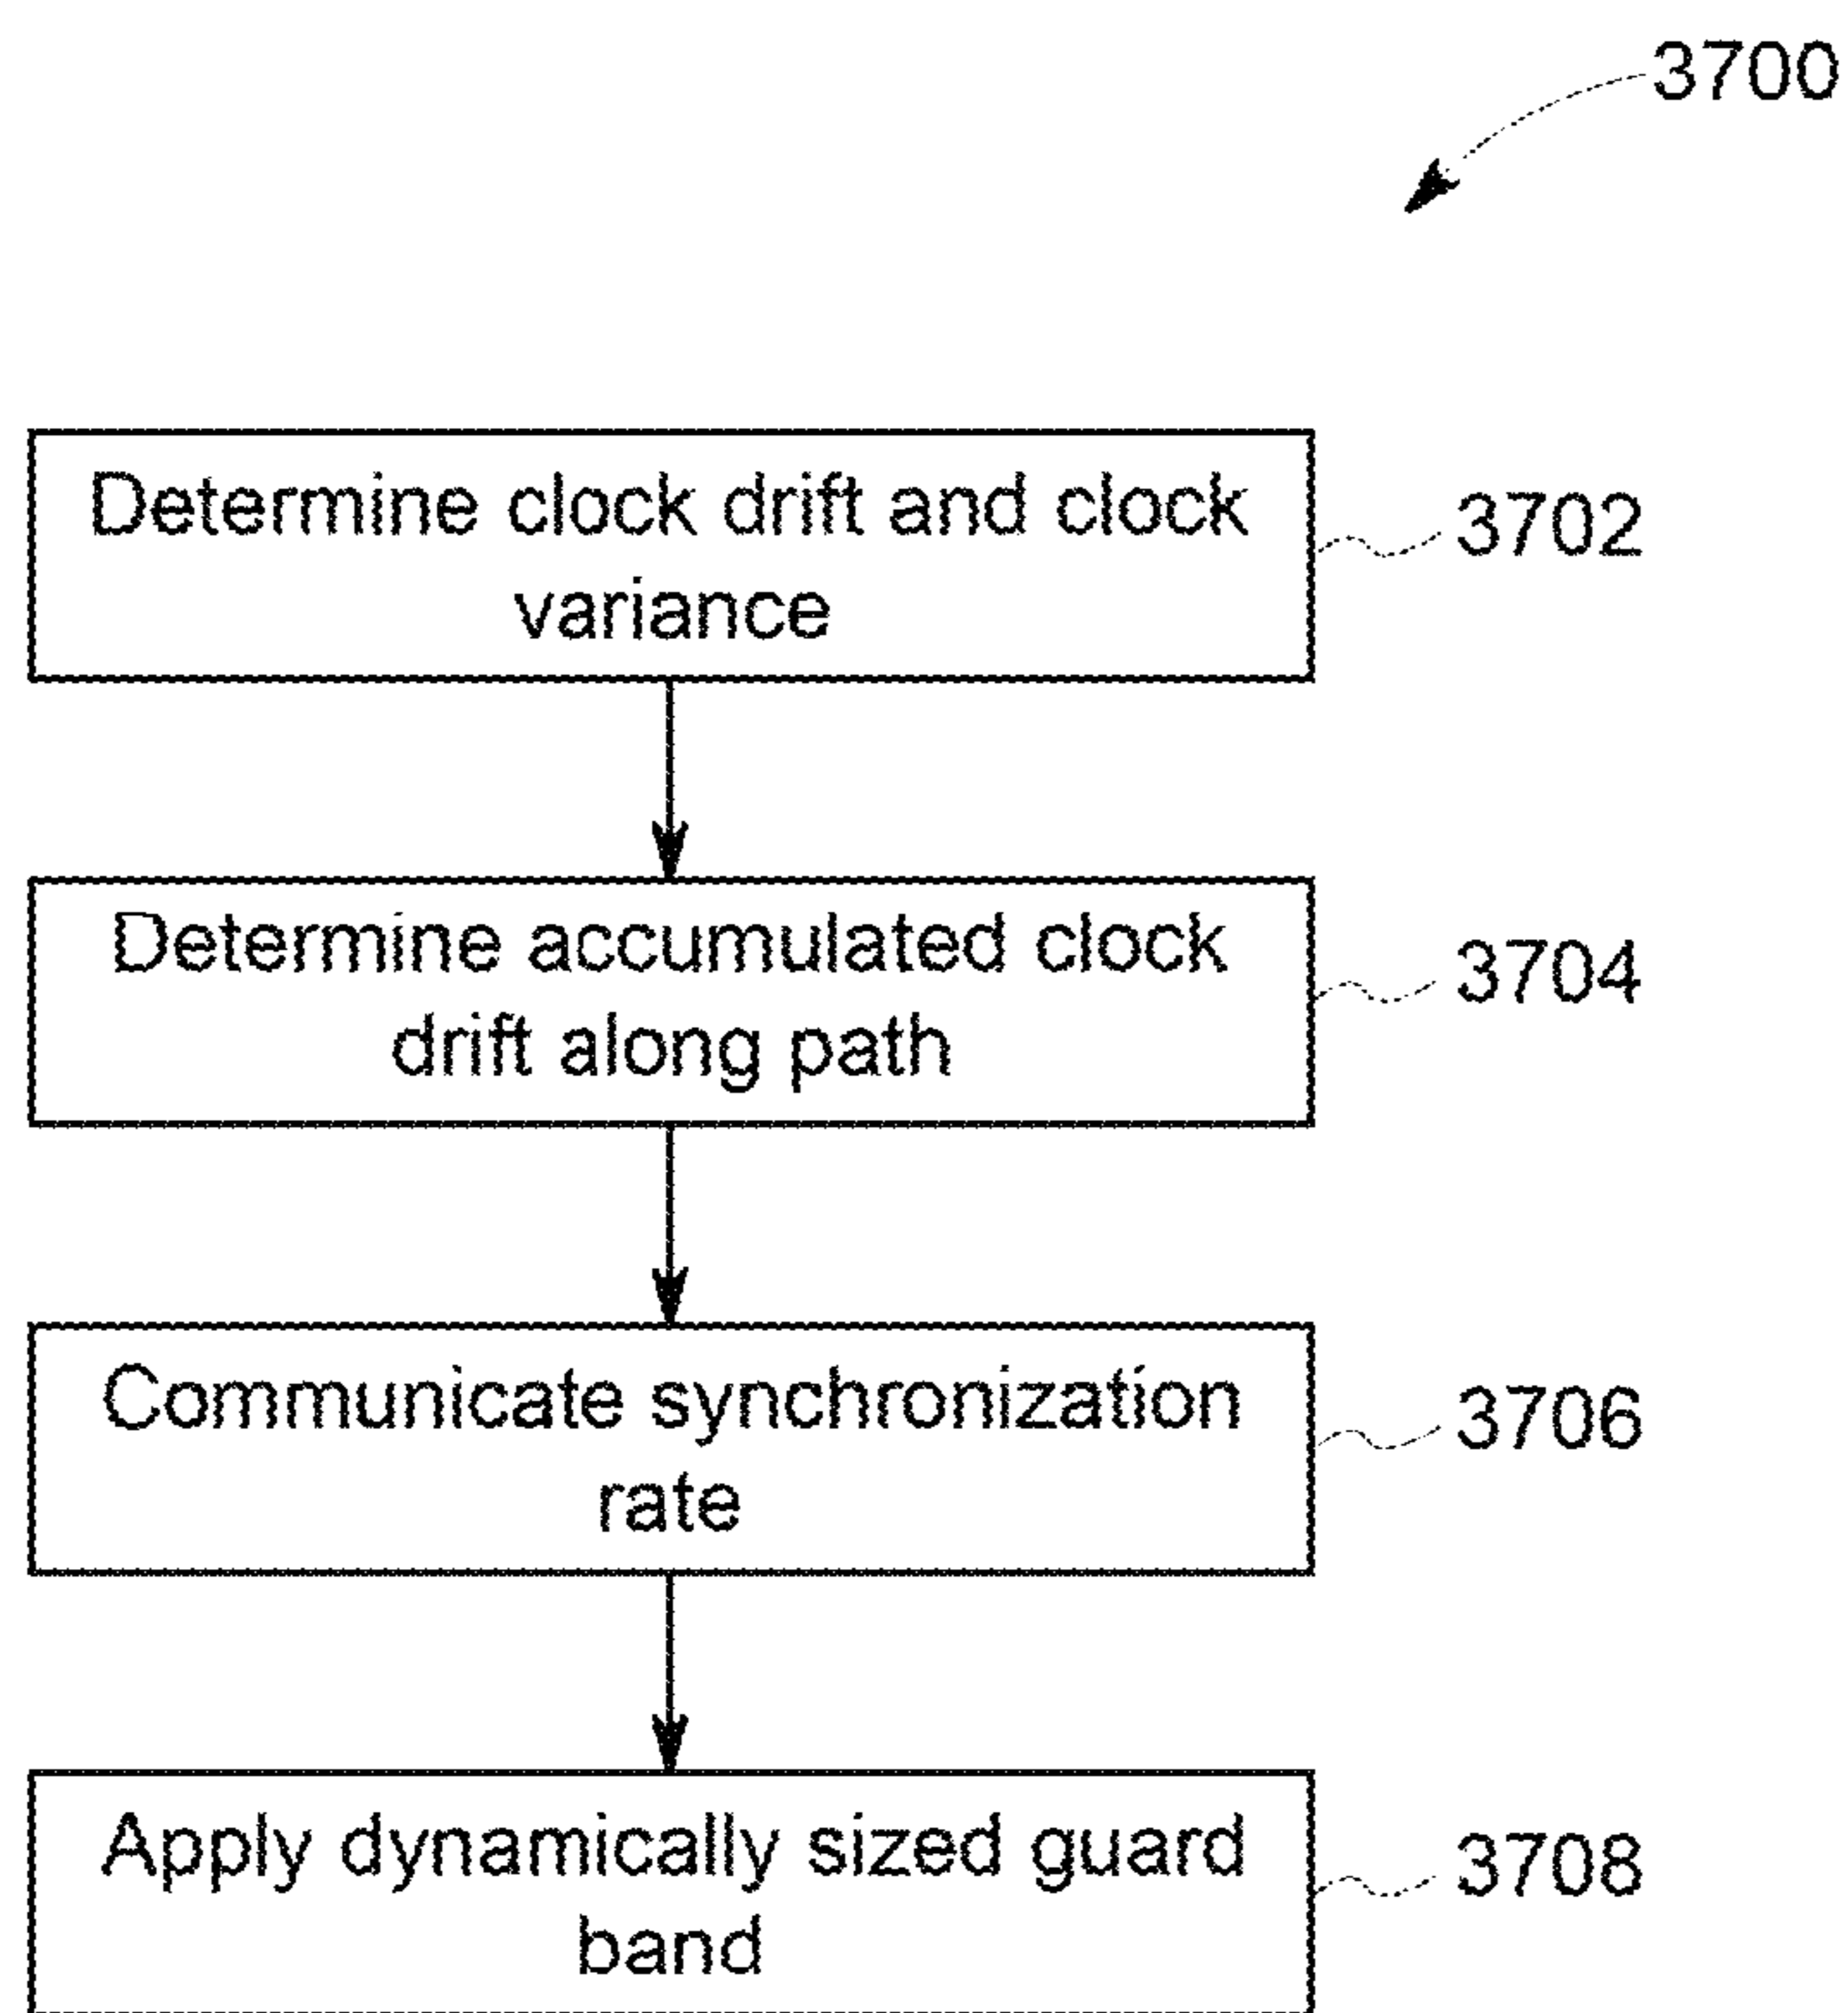 3700
Determine clock drift and clock
variance
3702
Determine accumulated clock
drift along path
3704
Communicate synchronization
rate
3706
Apply dynamically sized guard
band
3708